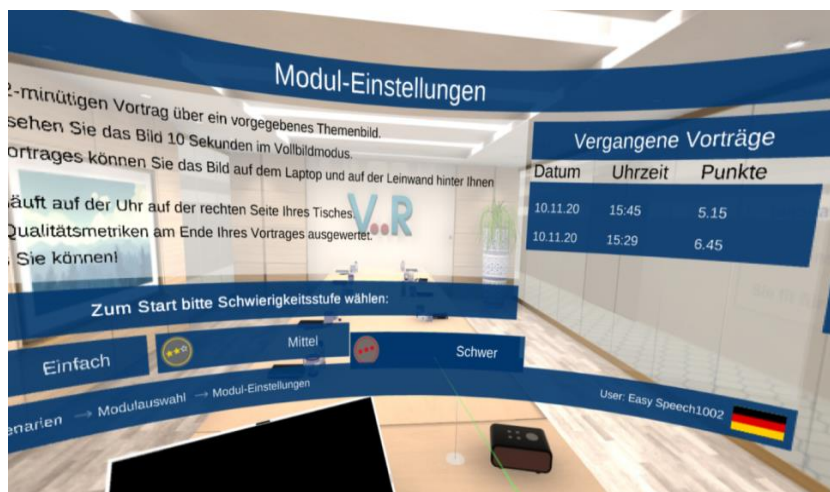 Modul-Einstellungen
2-minütigen Vortrag über ein vorgegebenes Themenbild.
sehen Sie das Bild 10 Sekunden im Vollbildmodus.
ortrages können Sie das Bild auf dem Laptop und auf der Leinwand hinter Ihnen
äuft auf der Uhr auf der rechten Seite Ihres Tisches.
Qualitätsmetriken am Ende Ihres Vortrages ausgewertet.
Sie können!
V..R
Zum Start bitte Schwierigkeitsstufe wählen:
Einfach
Mittel
Schwer
enarien → Modulauswahl → Modul-Einstellungen
Vergangene Vorträge
Datum Uhrzeit Punkte
10.11.20 15:45 5.15
10.11.20 15:29 6.45
User: Easy Speech1002